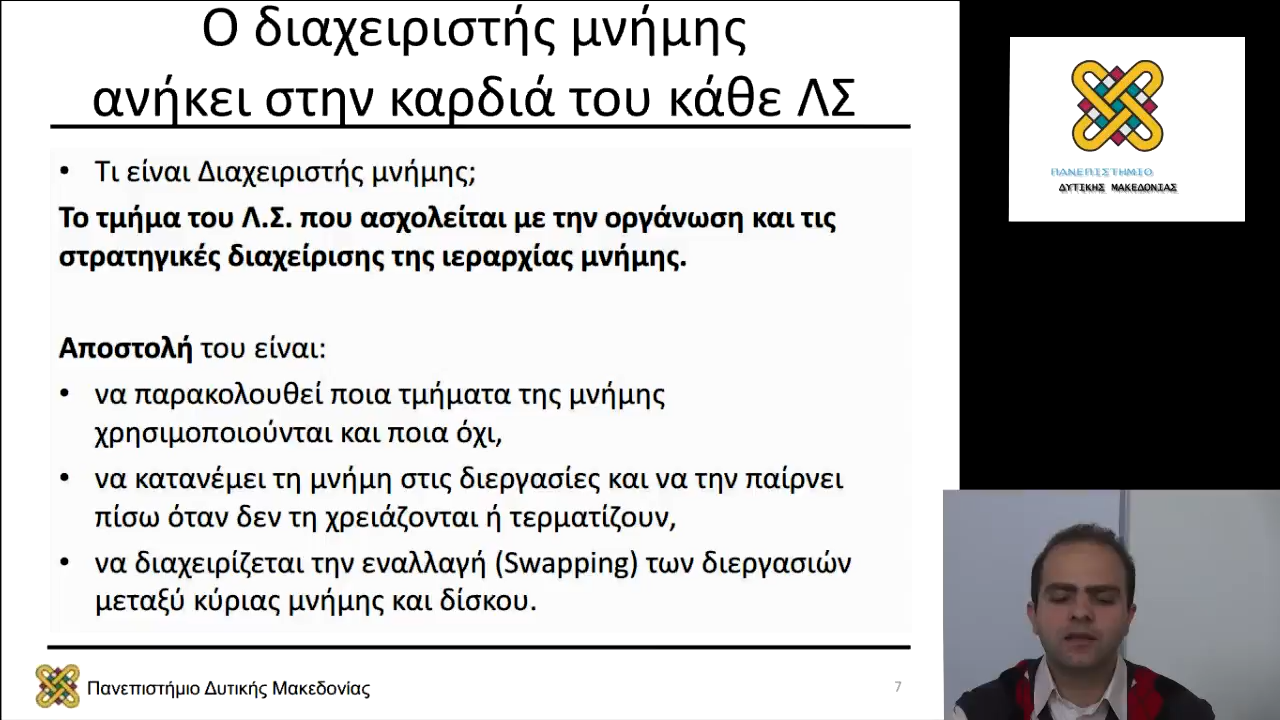 Ο διαχειριστής μνήμης
ανήκει στην καρδιά του κάθε ΛΣ
• Τι είναι Διαχειριστής μνήμης;
Το τμήμα του Λ.Σ. που ασχολείται με την οργάνωση και τις
στρατηγικές διαχείρισης της ιεραρχίας μνήμης.
Αποστολή του είναι:
• να παρακολουθεί ποια τμήματα της μνήμης
χρησιμοποιούνται και ποια όχι,
• να κατανέμει τη μνήμη στις διεργασίες και να την παίρνει
πίσω όταν δεν τη χρειάζονται ή τερματίζουν,
• να διαχειρίζεται την εναλλαγή (Swapping) των διεργασιών
μεταξύ κύριας μνήμης και δίσκου.
Πανεπιστήμιο Δυτικής Μακεδονίας
7
ΠΑΝΕΠΙΣΤΗΜΙΟ
ΔΥΤΙΚΗΣ ΜΑΚΕΔΟΝΙΑΣ